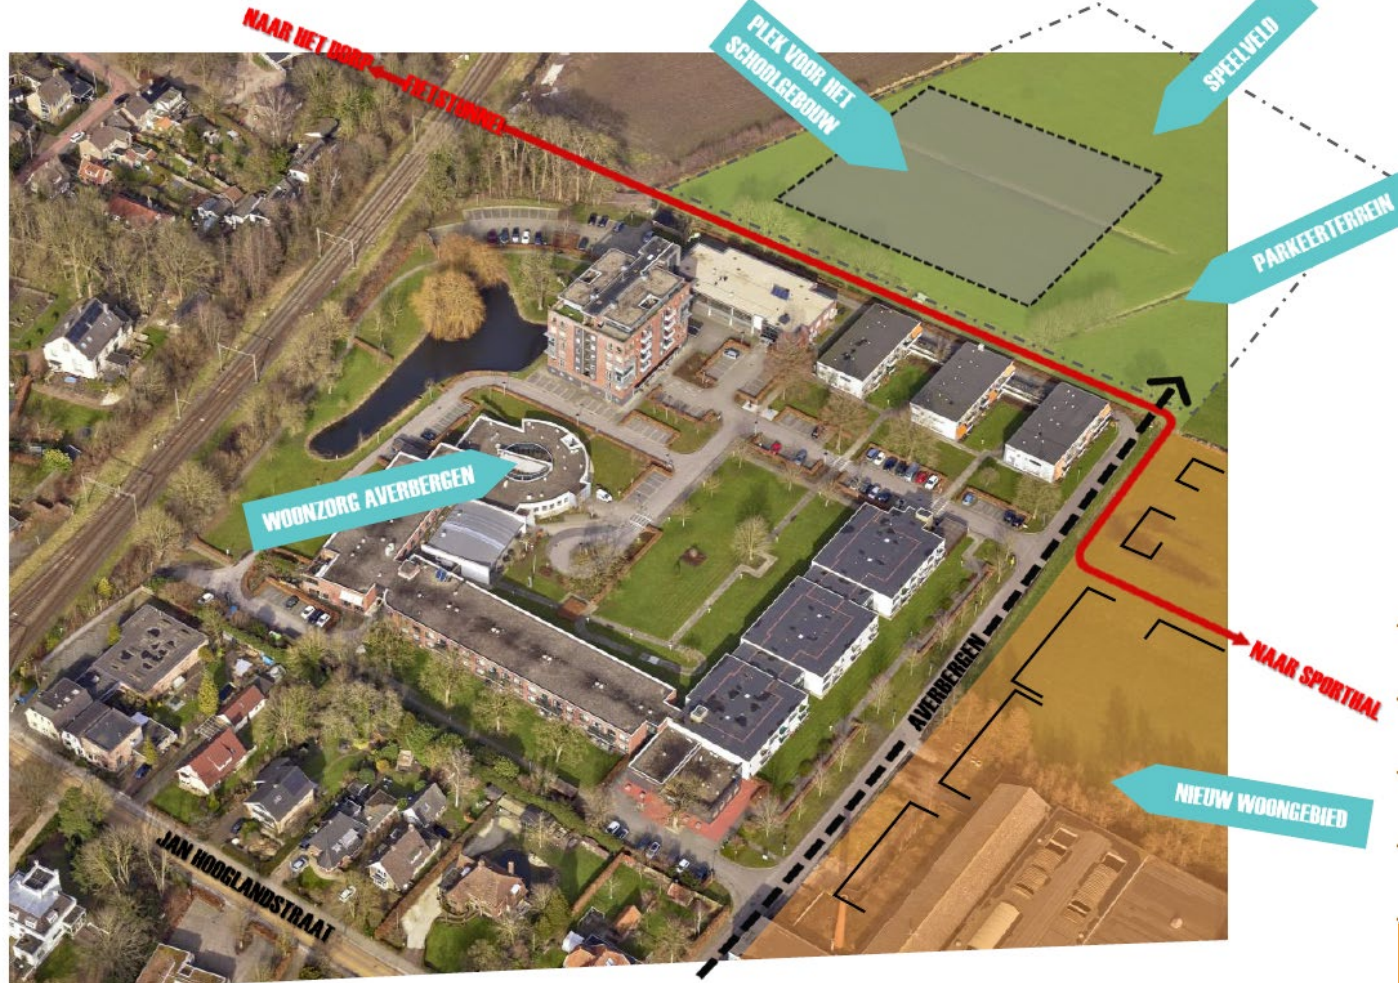 NAAR HET DORP
FIETSTUNNEL
PLEK VOOR HET
SCHOOLGEBOUW
SPEELVELD
PARKEERTERREIN
WOONZORG AVERBERGEN
AVERBERGEN
NAAR SPORTHAL
NIEUW WOONGEBIED
JAN HOOGLANDSTRAAT